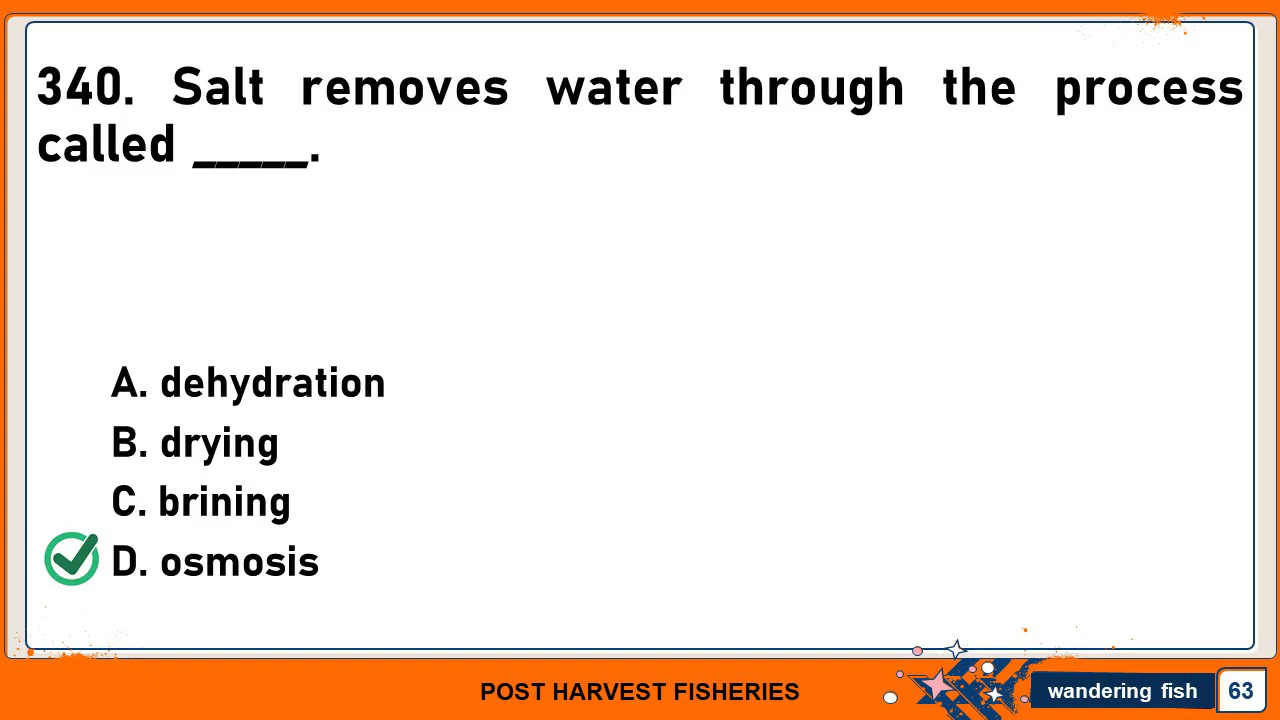 340. Salt removes water through the process
called _____.
A. dehydration
B. drying
C. brining
D. osmosis
POST HARVEST FISHERIES
wandering fish
63